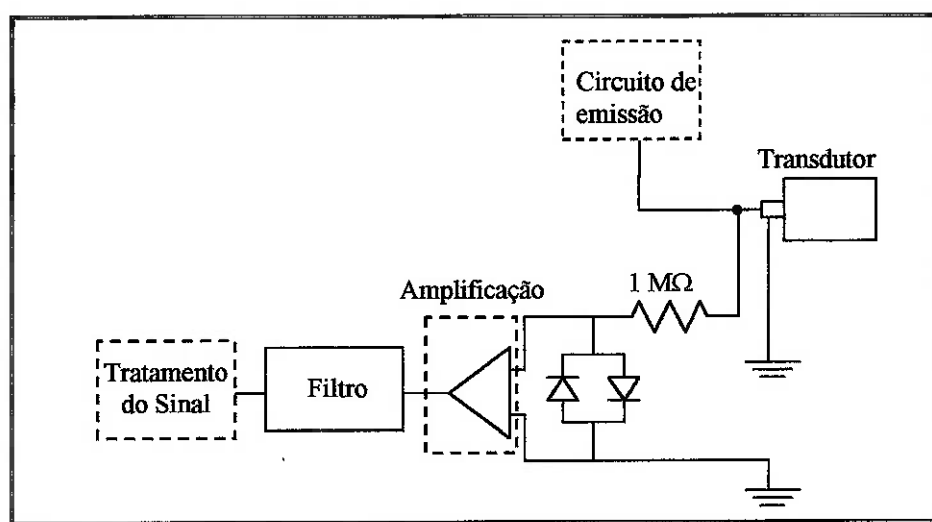 Circuito de
emissão
Transdutor
1 MΩ
Amplificação
Tratamento
do Sinal
Filtro